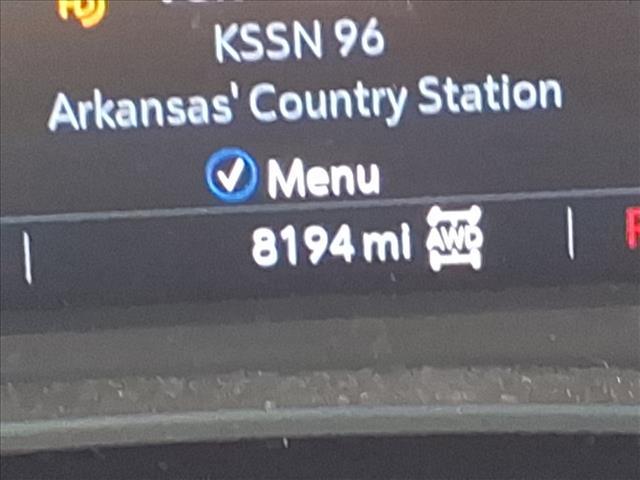 KSSN 96
Arkansas' Country Station
Menu
8194 mi AWD